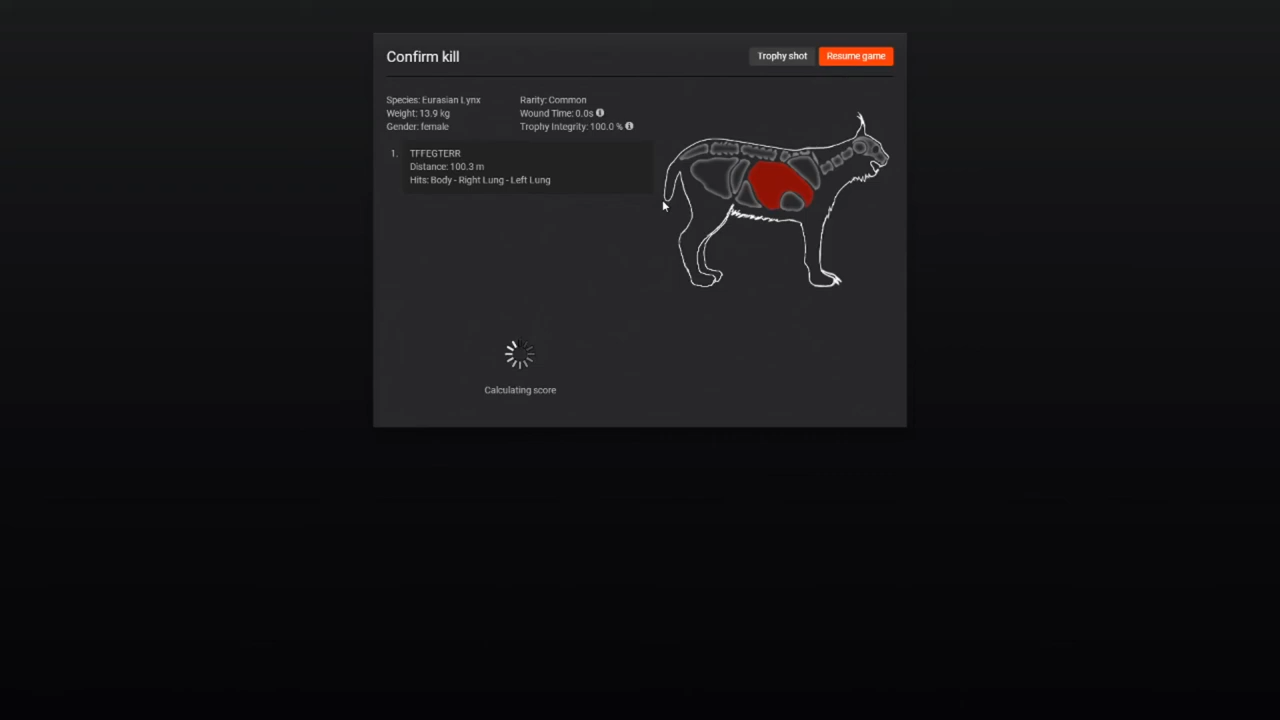 Confirm kill
Trophy shot
Resume game
Species: Eurasian Lynx
Weight: 13.9 kg
Gender: female
Rarity: Common
Wound Time: 0.0s
Trophy Integrity: 100.0 %
1. TFFEGTERR
Distance: 100.3 m
Hits: Body - Right Lung - Left Lung
Calculating score